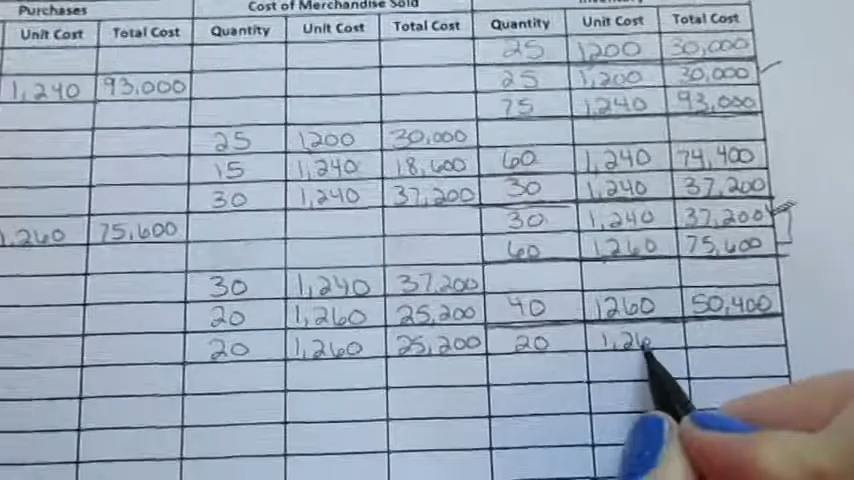 Purchases Cost of Merchandise Sold
Unit Cost Total Cost Quantity Unit Cost Total Cost Quantity Unit Cost Total Cost
25 1200 30,000
1,240 93,000 25 1,200 30,000
75 1,240 93,000
25 1,200 30,000
15 1,240 18,600 60 1,240 74,400
30 1,240 37,200 30 1,240 37,200
1,260 75,600 30 1,240 37,200
60 1,260 75,600
30 1,240 37,200
20 1,260 25,200 40 1260 50,400
20 1,260 25,200 20 1,26